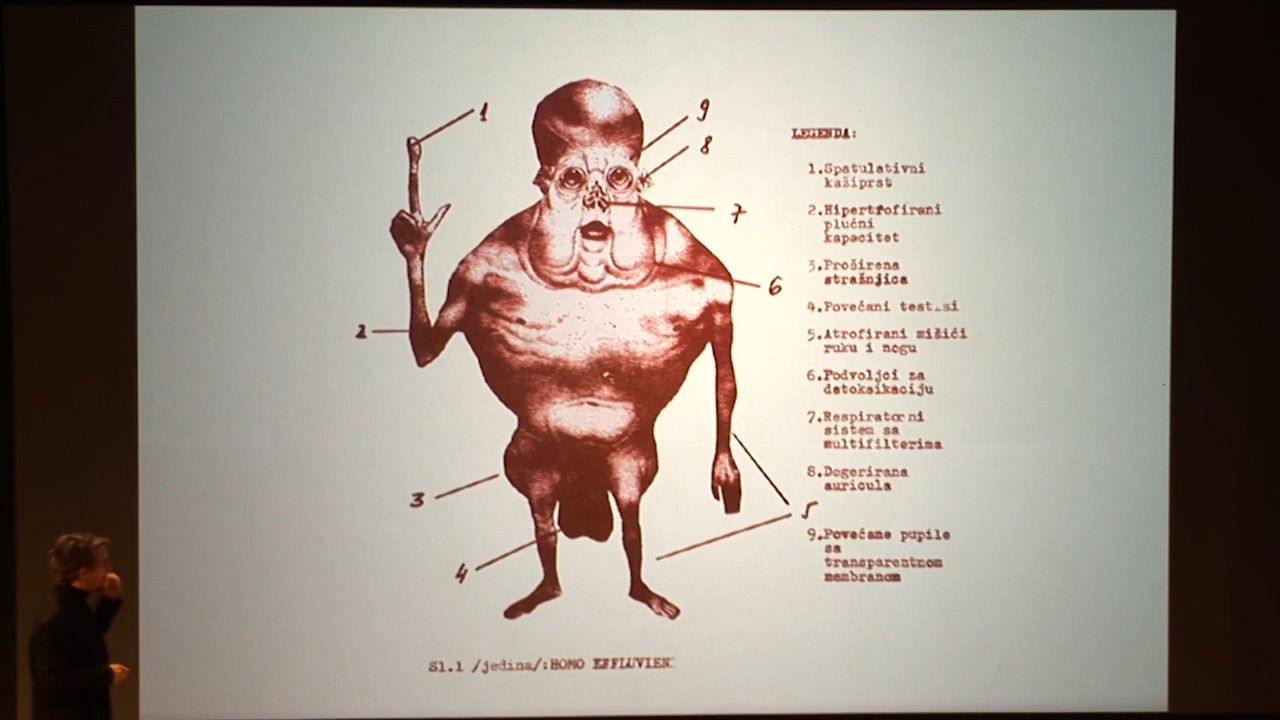 1
9
8
7
6
2
3
5
4
LEGENDA:
1.Spatulativni
kažiprst
2.Hipertrofirani
plućni
kapacitet
3.Proširena
stražnjica
4.Povećani testisi
5.Atrofirani mišići
ruku i nogu
6.Podvoljci za
detoksikaciju
7.Respiratorni
sistem sa
multifilterima
8.Degerirana
auricula
9.Povećane pupile
sa
transparentnom
membranom
Sl.1 /jedina/:HOMO